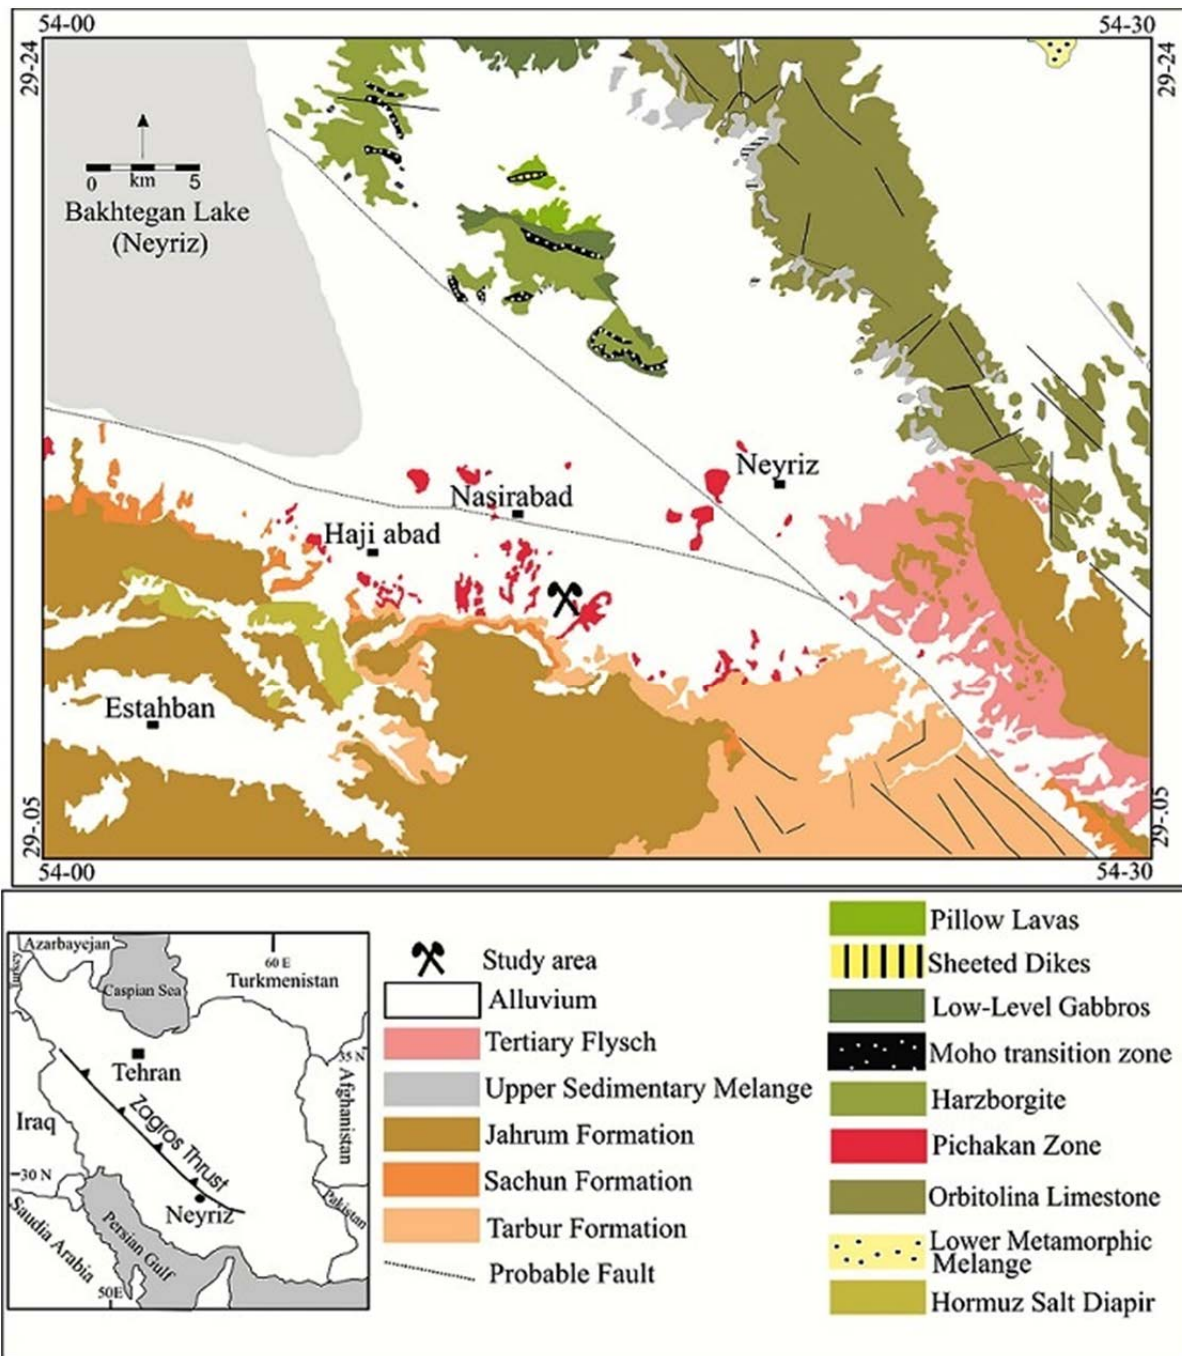 54-00
54-30
29-24
29-24
0 km 5
Bakhtegan Lake
(Neyriz)
Neyriz
Nasirabad
Haji abad
Estahban
29-.05
29-.05
54-00
54-30
Azarbayejan
Turkey
Caspian Sea
60 E
Turkmenistan
Tehran
35 N
Afghanistan
Iraq
Zagros Thrust
30 N
Neyriz
Pakistan
Saudia Arabia
Persian Gulf
50E
Study area
Alluvium
Tertiary Flysch
Upper Sedimentary Melange
Jahrum Formation
Sachun Formation
Tarbur Formation
Probable Fault
Pillow Lavas
Sheeted Dikes
Low-Level Gabbros
Moho transition zone
Harzborgite
Pichakan Zone
Orbitolina Limestone
Lower Metamorphic
Melange
Hormuz Salt Diapir